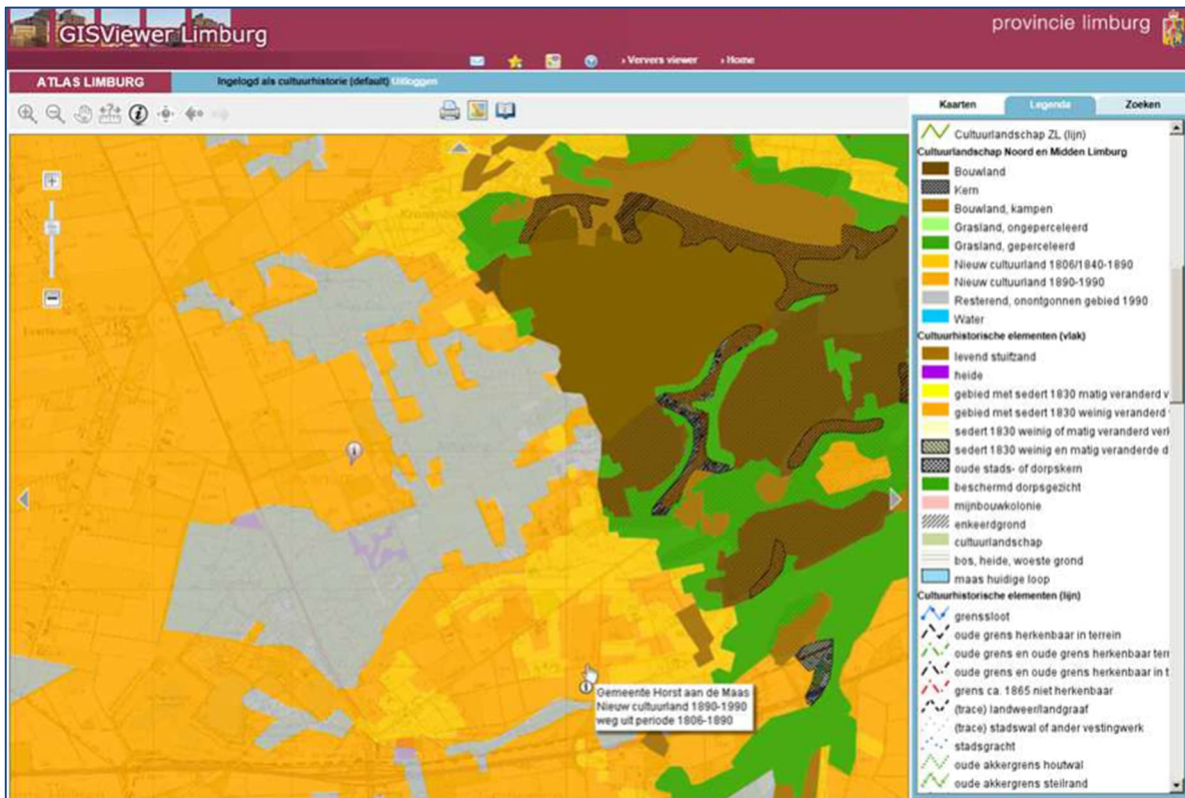 GISViewer Limburg
provincie limburg
› Ververs viewer › Home
ATLAS LIMBURG
Ingelogd als cultuurhistorie (default) Uitloggen
Kaarten Legenda Zoeken
Cultuurlandschap ZL (lijn)
Cultuurlandschap Noord en Midden Limburg
Bouwland
Kern
Bouwland, kampen
Grasland, ongeperceleerd
Grasland, geperceleerd
Nieuw cultuurland 1806/1840-1890
Nieuw cultuurland 1890-1990
Resterend, onontgonnen gebied 1990
Water
Cultuurhistorische elementen (vlak)
levend stuifzand
heide
gebied met sedert 1830 matig veranderd v
gebied met sedert 1830 weinig veranderd
sedert 1830 weinig of matig veranderd verk
sedert 1830 weinig en matig veranderde d
oude stads- of dorpskern
beschermd dorpsgezicht
mijnbouwkolonie
enkeerdgrond
cultuurlandschap
bos, heide, woeste grond
maas huidige loop
Cultuurhistorische elementen (lijn)
grenssloot
oude grens herkenbaar in terrein
oude grens en oude grens herkenbaar ter
oude grens en oude grens herkenbaar in t
grens ca. 1865 niet herkenbaar
(trace) landweer/landgraaf
(trace) stadswal of ander vestingwerk
stadsgracht
oude akkergrens houtwal
oude akkergrens steilrand
Gemeente Horst aan de Maas
Nieuw cultuurland 1890-1990
weg uit periode 1806-1890